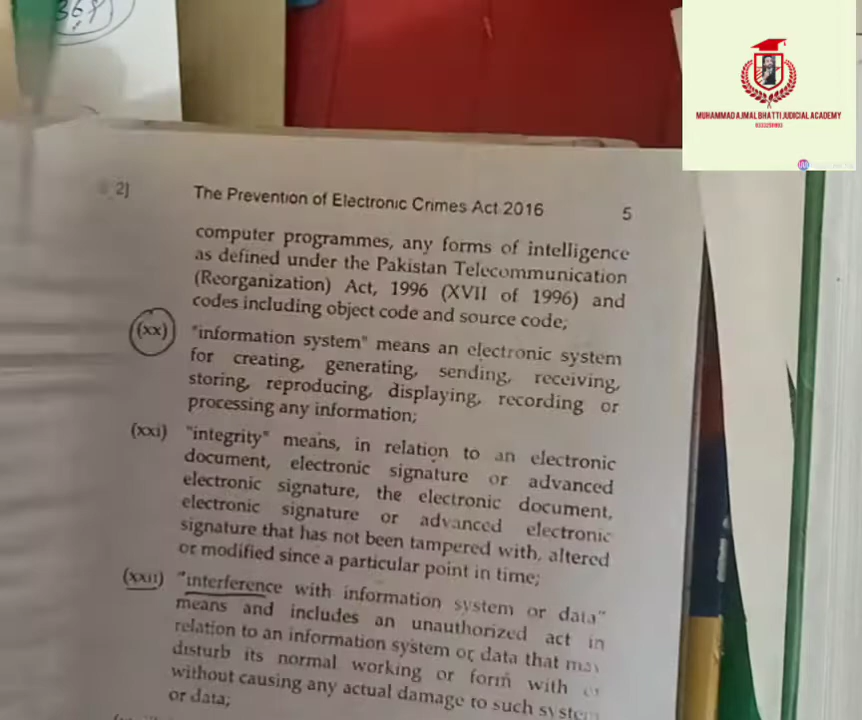 368
MUHAMMAD AJMAL BHATTI JUDICIAL ACADEMY
2]
The Prevention of Electronic Crimes Act 2016
5
computer programmes, any forms of intelligence
as defined under the Pakistan Telecommunication
(Reorganization) Act, 1996 (XVII of 1996) and
codes including object code and source code;
(xx) "information system" means an electronic system
for creating, generating, sending, receiving,
storing, reproducing, displaying, recording or
processing any information;
(xxi) "integrity" means, in relation to an electronic
document, electronic signature or advanced
electronic signature, the electronic document,
electronic signature or advanced electronic
signature that has not been tampered with, altered
or modified since a particular point in time;
(xxii) "interference with information system or data"
means and includes an unauthorized act in
relation to an information system or data that may
disturb its normal working or form with or
without causing any actual damage to such system
or data;